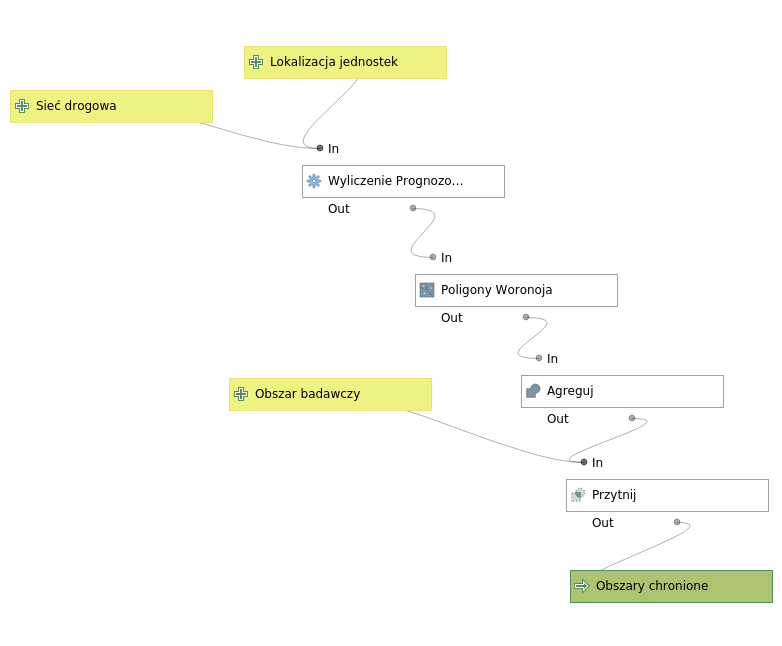 Lokalizacja jednostek
Sieć drogowa
In
Wyliczenie Prognozo...
Out
In
Poligony Woronoja
Out
In
Agreguj
Out
Obszar badawczy
In
Przytnij
Out
Obszary chronione